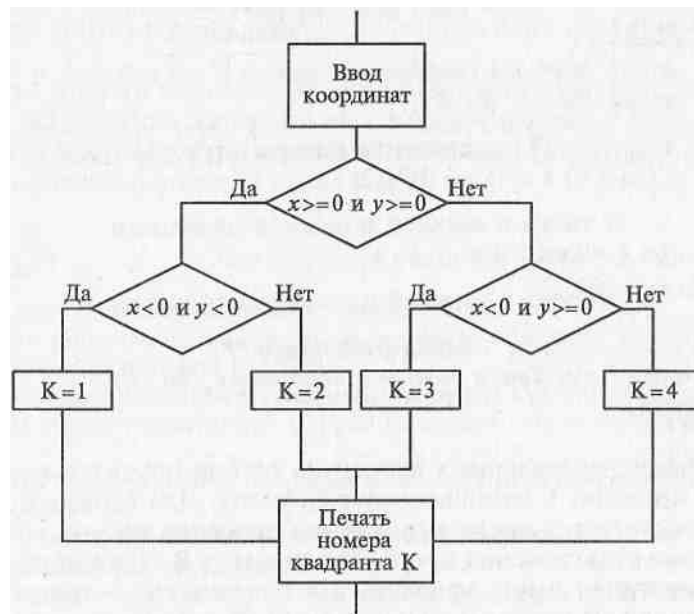 Ввод
координат
Да
Нет
x>=0 и y>=0
Да
Нет
Да
Нет
x<0 и y<0
x<0 и y>=0
K=1
K=2
K=3
K=4
Печать
номера
квадранта K